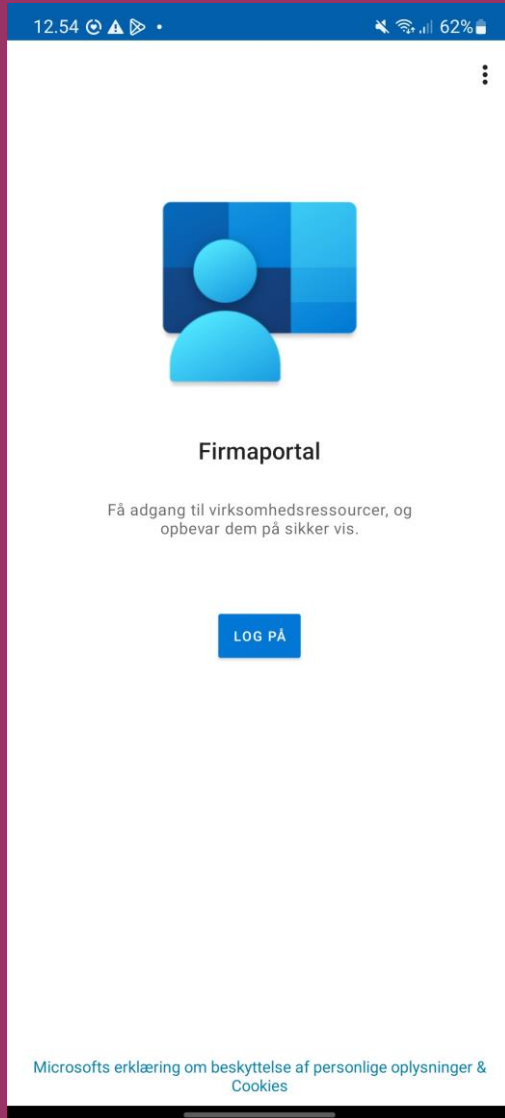 12.54 62%
Firmaportal
Få adgang til virksomhedsressourcer, og
opbevar dem på sikker vis.
LOG PÅ
Microsofts erklæring om beskyttelse af personlige oplysninger &
Cookies